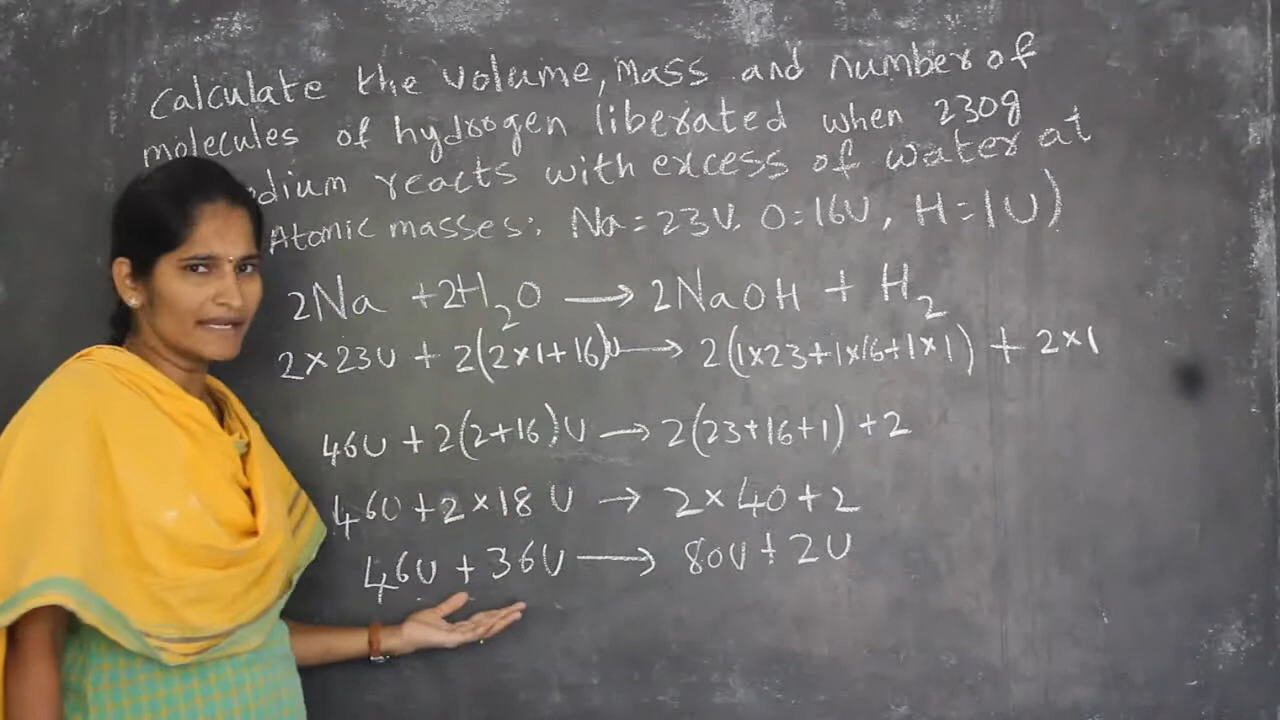 Calculate the volume, mass and number of
molecules of hydrogen liberated when 230g
dium reacts with excess of water at
Atomic masses: Na=23U, O=16U, H=1U)
2Na +2H₂O → 2NaOH + H₂
2×23U + 2(2×1+16)U → 2(1×23+1×16+1×1) + 2×1
46U + 2(2+16)U → 2(23+16+1) +2
46U + 2×18U → 2×40+2
46U + 36U → 80U + 2U